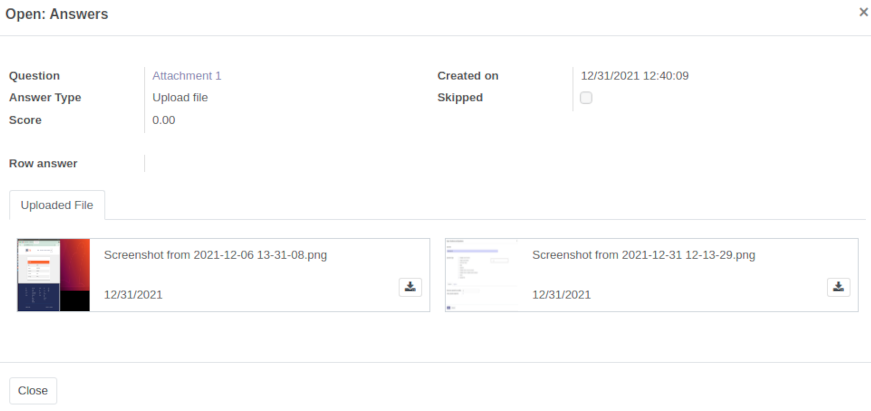 Open: Answers
×
Question Attachment 1
Created on 12/31/2021 12:40:09
Answer Type Upload file
Skipped
Score 0.00
Row answer
Uploaded File
Screenshot from 2021-12-06 13-31-08.png
12/31/2021
Screenshot from 2021-12-31 12-13-29.png
12/31/2021
Close